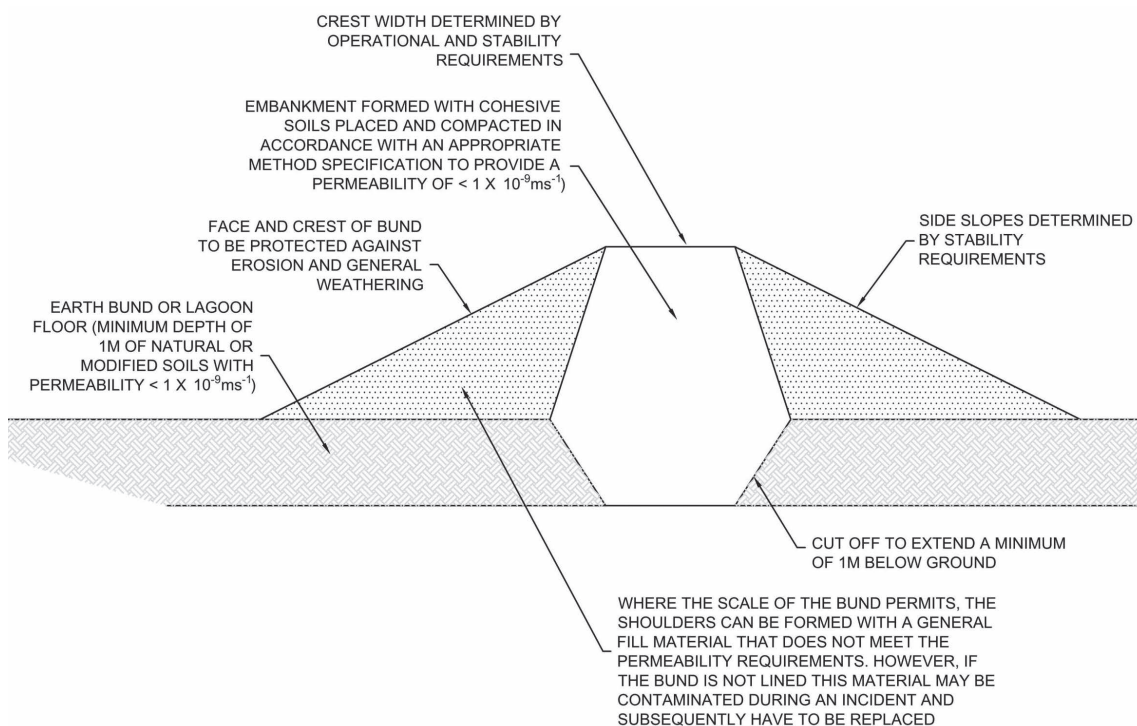 CREST WIDTH DETERMINED BY
OPERATIONAL AND STABILITY
REQUIREMENTS
EMBANKMENT FORMED WITH COHESIVE
SOILS PLACED AND COMPACTED IN
ACCORDANCE WITH AN APPROPRIATE
METHOD SPECIFICATION TO PROVIDE A
PERMEABILITY OF < 1 X 10⁻⁹ms⁻¹)
FACE AND CREST OF BUND
TO BE PROTECTED AGAINST
EROSION AND GENERAL
WEATHERING
SIDE SLOPES DETERMINED
BY STABILITY
REQUIREMENTS
EARTH BUND OR LAGOON
FLOOR (MINIMUM DEPTH OF
1M OF NATURAL OR
MODIFIED SOILS WITH
PERMEABILITY < 1 X 10⁻⁹ms⁻¹)
CUT OFF TO EXTEND A MINIMUM
OF 1M BELOW GROUND
WHERE THE SCALE OF THE BUND PERMITS, THE
SHOULDERS CAN BE FORMED WITH A GENERAL
FILL MATERIAL THAT DOES NOT MEET THE
PERMEABILITY REQUIREMENTS. HOWEVER, IF
THE BUND IS NOT LINED THIS MATERIAL MAY BE
CONTAMINATED DURING AN INCIDENT AND
SUBSEQUENTLY HAVE TO BE REPLACED